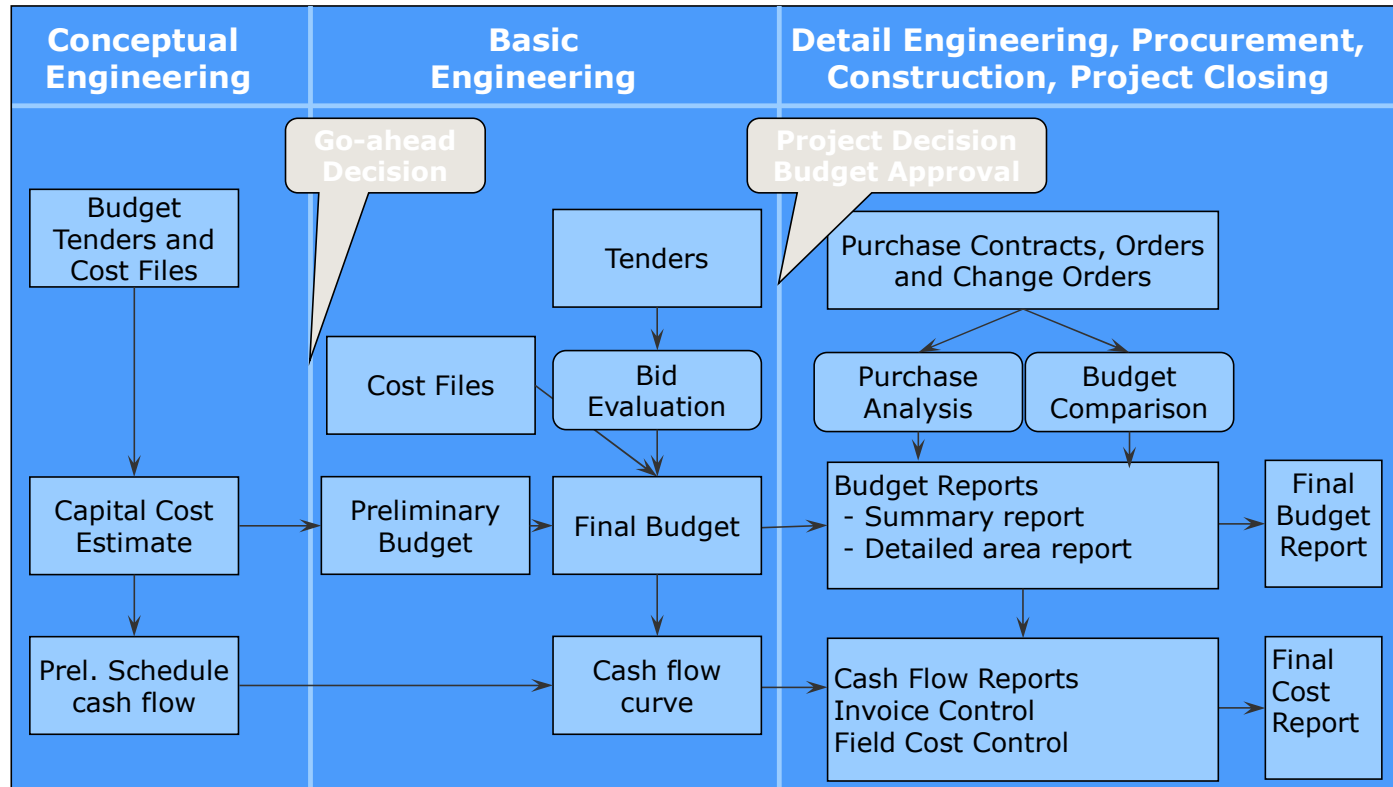 Conceptual
Engineering
Basic
Engineering
Detail Engineering, Procurement,
Construction, Project Closing
Go-ahead
Decision
Project Decision
Budget Approval
Budget
Tenders and
Cost Files
Tenders
Purchase Contracts, Orders
and Change Orders
Cost Files
Bid
Evaluation
Purchase
Analysis
Budget
Comparison
Capital Cost
Estimate
Preliminary
Budget
Final Budget
Budget Reports
- Summary report
- Detailed area report
Final
Budget
Report
Prel. Schedule
cash flow
Cash flow
curve
Cash Flow Reports
Invoice Control
Field Cost Control
Final
Cost
Report